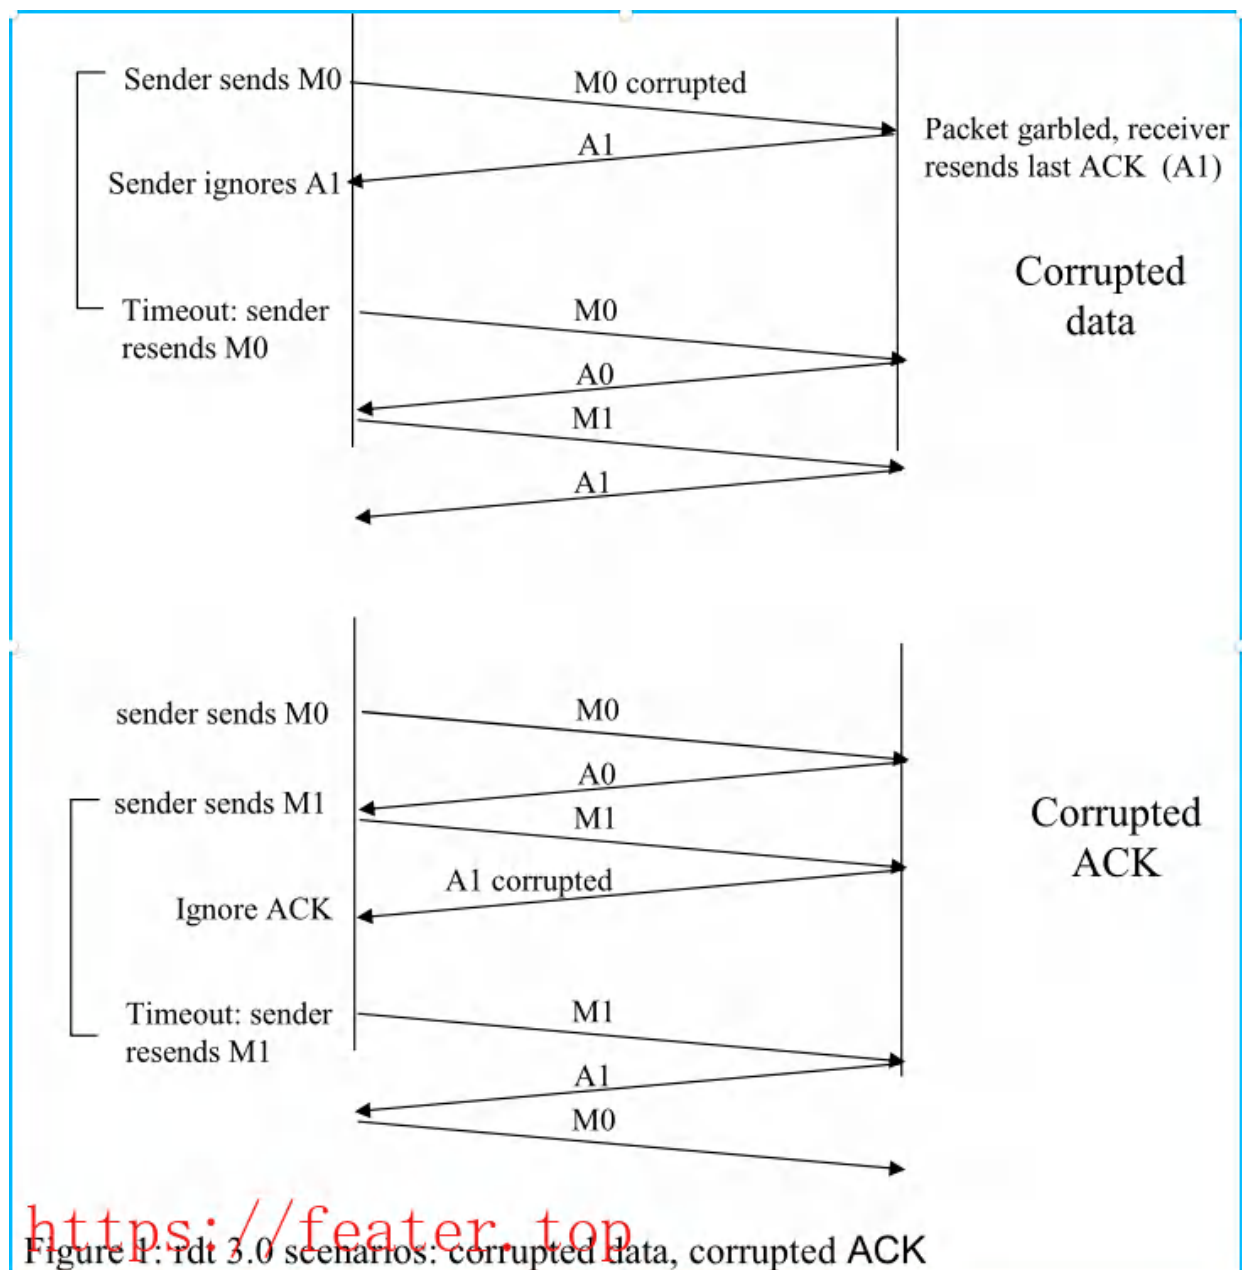 Sender sends M0
M0 corrupted
A1
Packet garbled, receiver
resends last ACK (A1)
Sender ignores A1
Corrupted
data
Timeout: sender
resends M0
M0
A0
M1
A1
sender sends M0
M0
A0
sender sends M1
M1
Corrupted
ACK
A1 corrupted
Ignore ACK
Timeout: sender
resends M1
M1
A1
M0
https://feater.top
Figure 1: rdt 3.0 scenarios: corrupted data, corrupted ACK